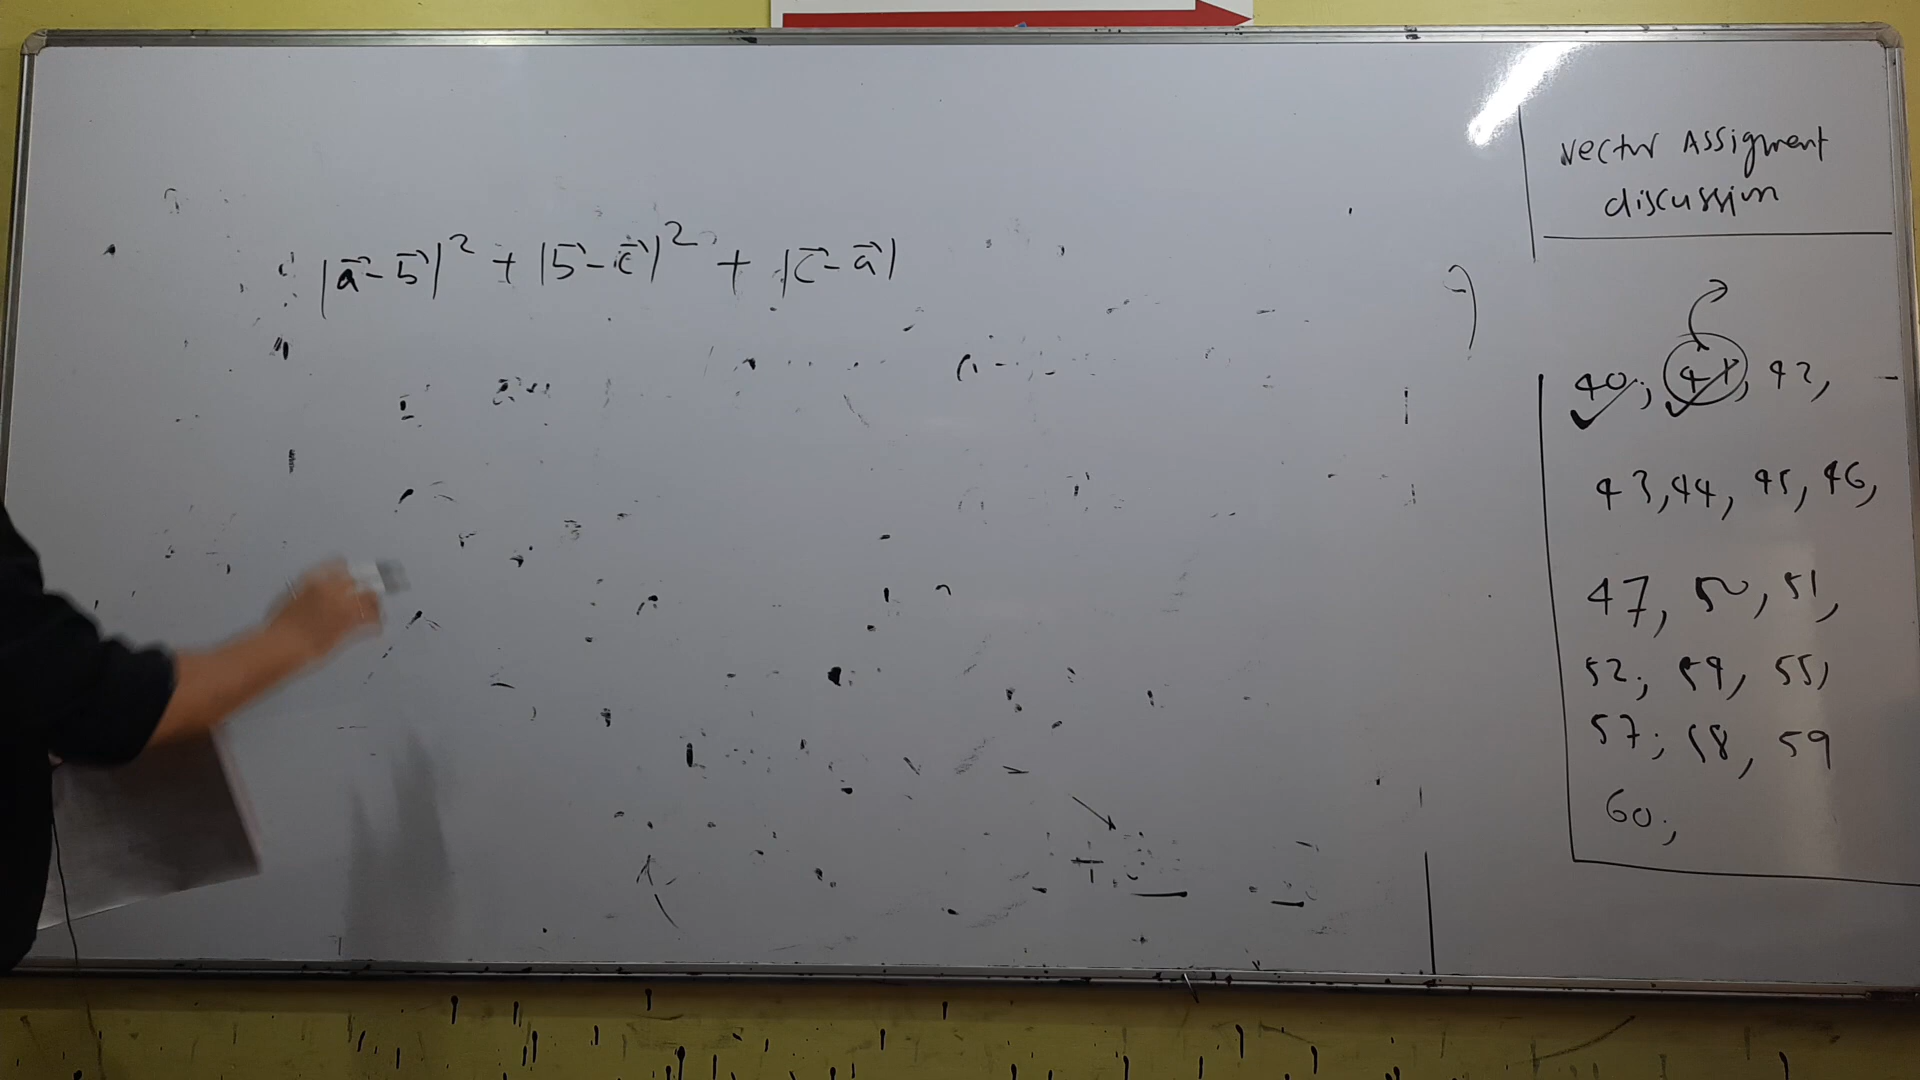 |a⃗ - b⃗|² + |b⃗ - c⃗|² + |c⃗ - a⃗|
Vector Assigment
discussion
40, 41, 42,
43, 44, 45, 46,
47, 50, 51,
52, 54, 55,
57, 58, 59
60,